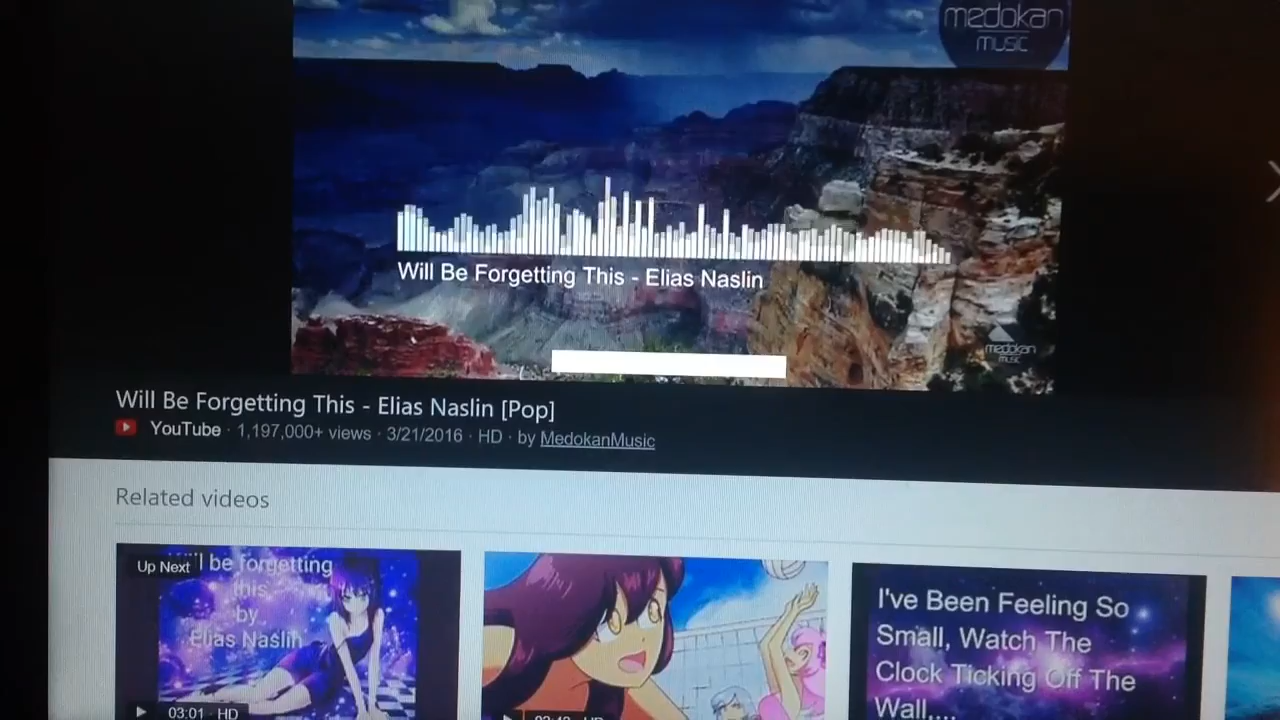 medokan
music
Will Be Forgetting This - Elias Naslin
medokan
music
Will Be Forgetting This - Elias Naslin [Pop]
YouTube · 1,197,000+ views · 3/21/2016 · HD · by MedokanMusic
Related videos
Up Next
l be forgetting
this
by
Elias Naslin
03:01 · HD
I've Been Feeling So
Small, Watch The
Clock Ticking Off The
Wall....